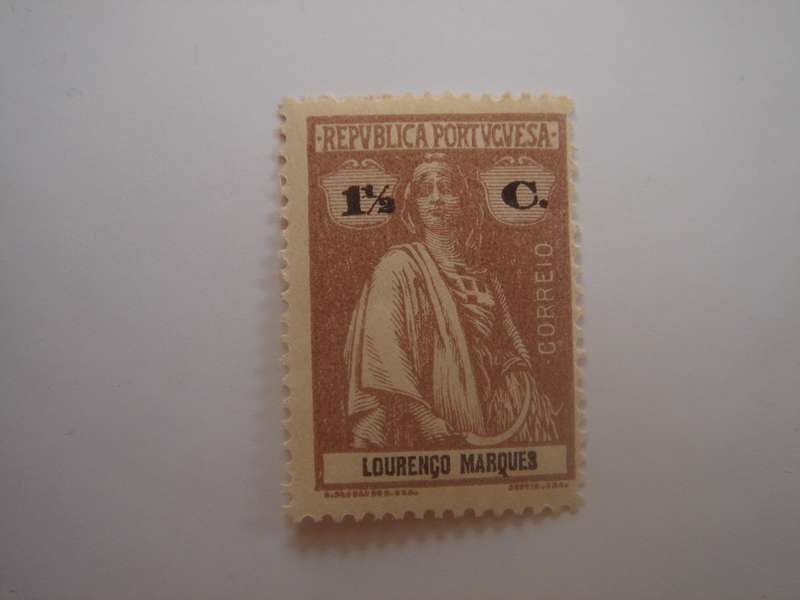 ·REPVBLICA PORTVGVESA·
1½ C.
·CORREIO
LOURENÇO MARQUES